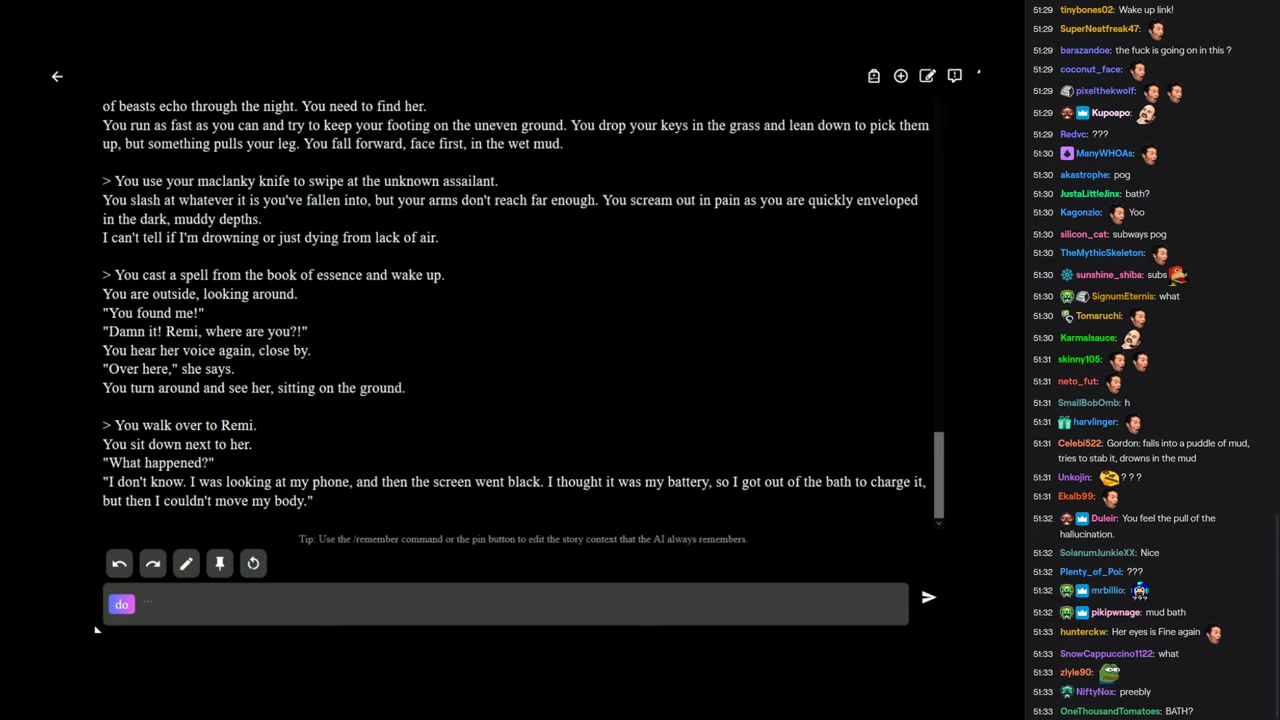 of beasts echo through the night. You need to find her.
You run as fast as you can and try to keep your footing on the uneven ground. You drop your keys in the grass and lean down to pick them
up, but something pulls your leg. You fall forward, face first, in the wet mud.
> You use your maclanky knife to swipe at the unknown assailant.
You slash at whatever it is you've fallen into, but your arms don't reach far enough. You scream out in pain as you are quickly enveloped
in the dark, muddy depths.
I can't tell if I'm drowning or just dying from lack of air.
> You cast a spell from the book of essence and wake up.
You are outside, looking around.
"You found me!"
"Damn it! Remi, where are you?!"
You hear her voice again, close by.
"Over here," she says.
You turn around and see her, sitting on the ground.
> You walk over to Remi.
You sit down next to her.
"What happened?"
"I don't know. I was looking at my phone, and then the screen went black. I thought it was my battery, so I got out of the bath to charge it,
but then I couldn't move my body."
Tip: Use the /remember command or the pin button to edit the story context that the AI always remembers.
do ...
51:29 tinybones02: Wake up link!
51:29 SuperNeatfreak47:
51:29 barazandoe: the fuck is going on in this ?
51:29 coconut_face:
51:29 pixelthekwolf:
51:29 Kupoapo:
51:29 Redvc: ???
51:30 ManyWHOAs:
51:30 akastrophe: pog
51:30 JustaLittleJinx: bath?
51:30 Kagonzio: Yoo
51:30 silicon_cat: subways pog
51:30 TheMythicSkeleton:
51:30 sunshine_shiba: subs
51:30 SignumEternis: what
51:30 Tomaruchi:
51:30 Karmalsauce:
51:31 skinny105:
51:31 neto_fut:
51:31 SmallBobOmb: h
51:31 harvlinger:
51:31 Celebi522: Gordon: falls into a puddle of mud,
tries to stab it, drowns in the mud
51:31 Unkojin: ? ? ?
51:31 Ekalb99:
51:32 Duleir: You feel the pull of the
hallucination.
51:32 SolanumJunkieXX: Nice
51:32 Plenty_of_Poi: ???
51:32 mrbillio:
51:32 pikipwnage: mud bath
51:33 hunterckw: Her eyes is Fine again
51:33 SnowCappuccino1122: what
51:33 zlyle90:
51:33 NiftyNox: preebly
51:33 OneThousandTomatoes: BATH?